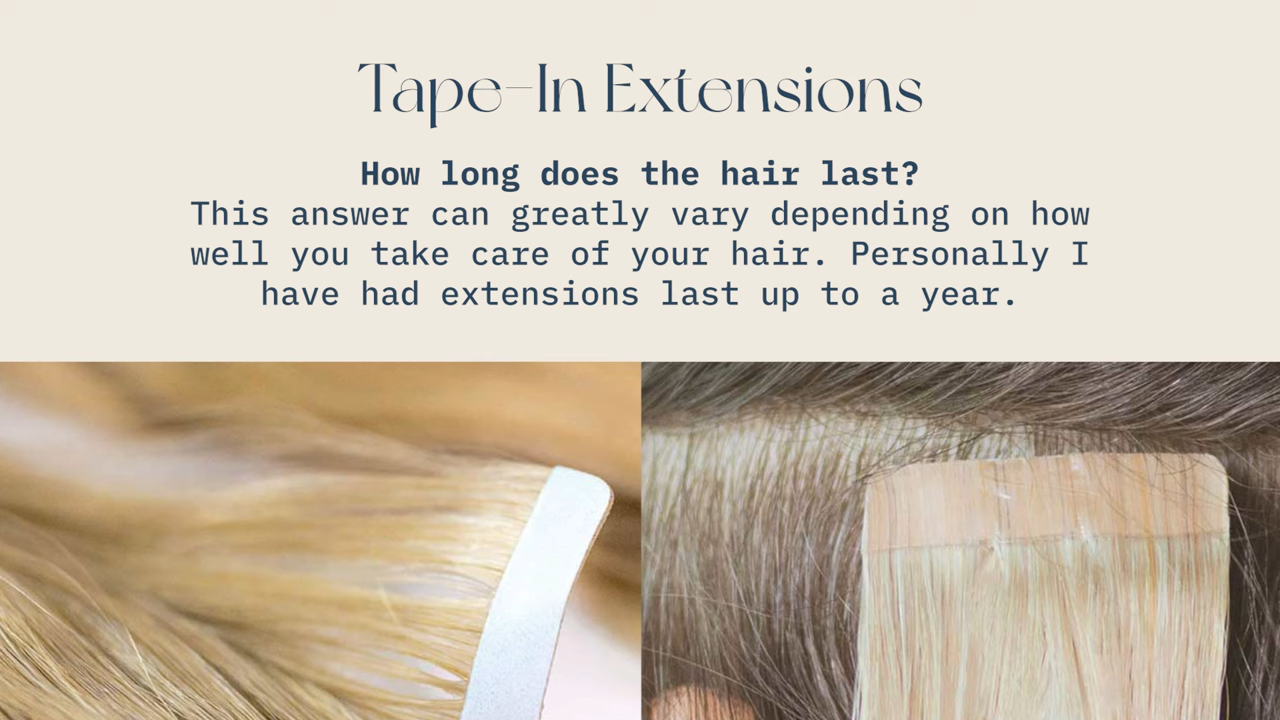 Tape-In Extensions
How long does the hair last?
This answer can greatly vary depending on how
well you take care of your hair. Personally I
have had extensions last up to a year.